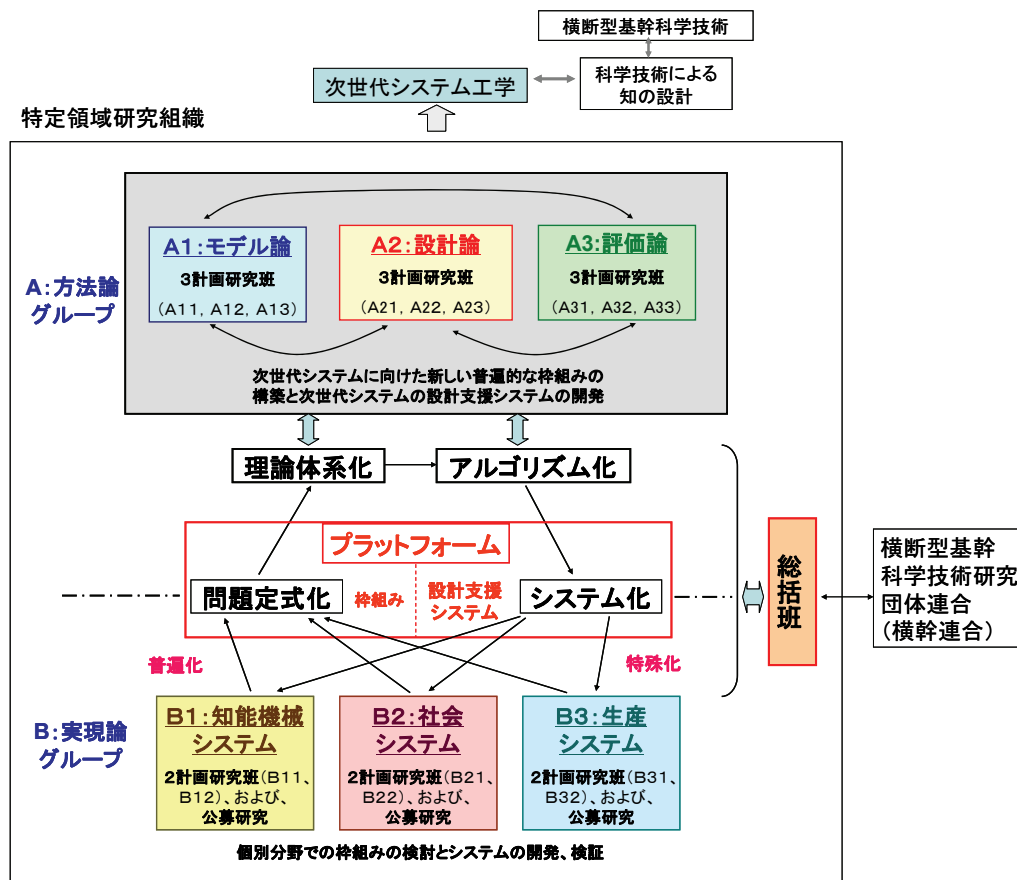 横断型基幹科学技術
次世代システム工学
科学技術による
知の設計
特定領域研究組織
A:方法論
グループ
A1:モデル論
3計画研究班
(A11, A12, A13)
A2:設計論
3計画研究班
(A21, A22, A23)
A3:評価論
3計画研究班
(A31, A32, A33)
次世代システムに向けた新しい普遍的な枠組みの
構築と次世代システムの設計支援システムの開発
理論体系化
アルゴリズム化
プラットフォーム
問題定式化
枠組み
設計支援
システム
システム化
総括班
横断型基幹
科学技術研究
団体連合
(横幹連合)
普遍化
特殊化
B:実現論
グループ
B1:知能機械
システム
2計画研究班(B11、
B12)、および、
公募研究
B2:社会
システム
2計画研究班(B21、
B22)、および、
公募研究
B3:生産
システム
2計画研究班(B31、
B32)、および、
公募研究
個別分野での枠組みの検討とシステムの開発、検証